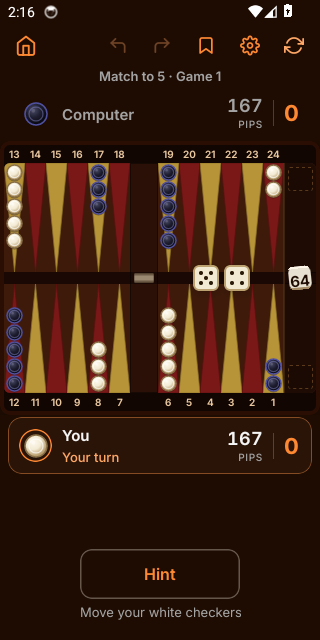 2:16
Match to 5 · Game 1
Computer
167
PIPS
0
13 14 15 16 17 18 19 20 21 22 23 24
64
12 11 10 9 8 7 6 5 4 3 2 1
You
Your turn
167
PIPS
0
Hint
Move your white checkers